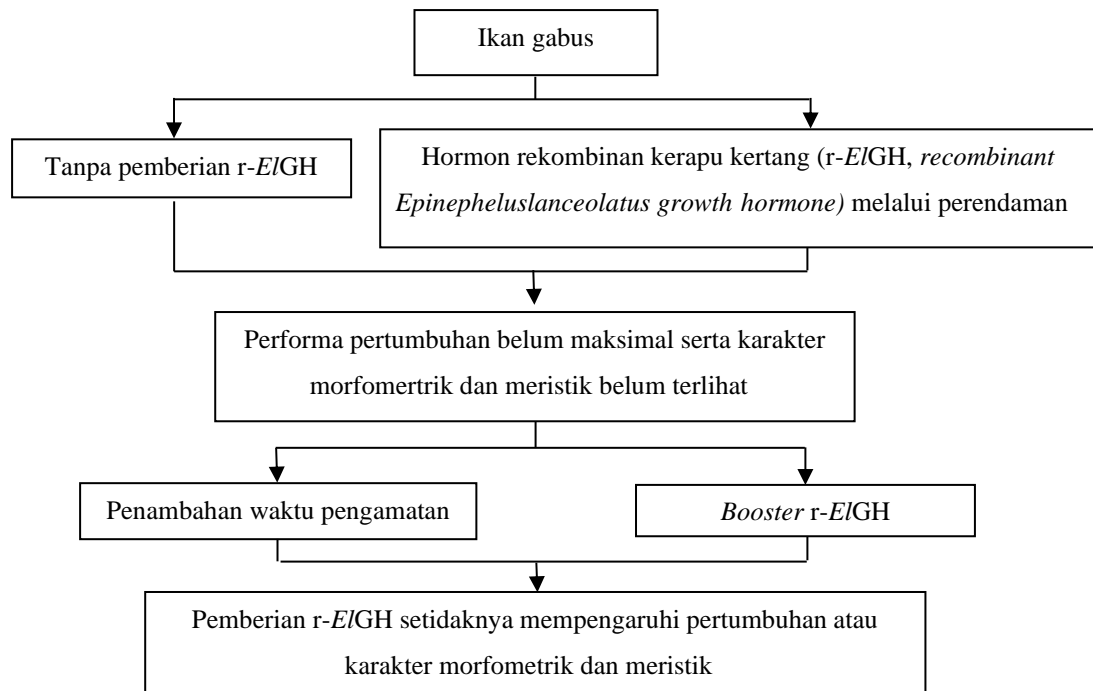 Ikan gabus
Tanpa pemberian r-ElGH
Hormon rekombinan kerapu kertang (r-ElGH, recombinant
Epinepheluslanceolatus growth hormone) melalui perendaman
Performa pertumbuhan belum maksimal serta karakter
morfomertrik dan meristik belum terlihat
Penambahan waktu pengamatan
Booster r-ElGH
Pemberian r-ElGH setidaknya mempengaruhi pertumbuhan atau
karakter morfometrik dan meristik